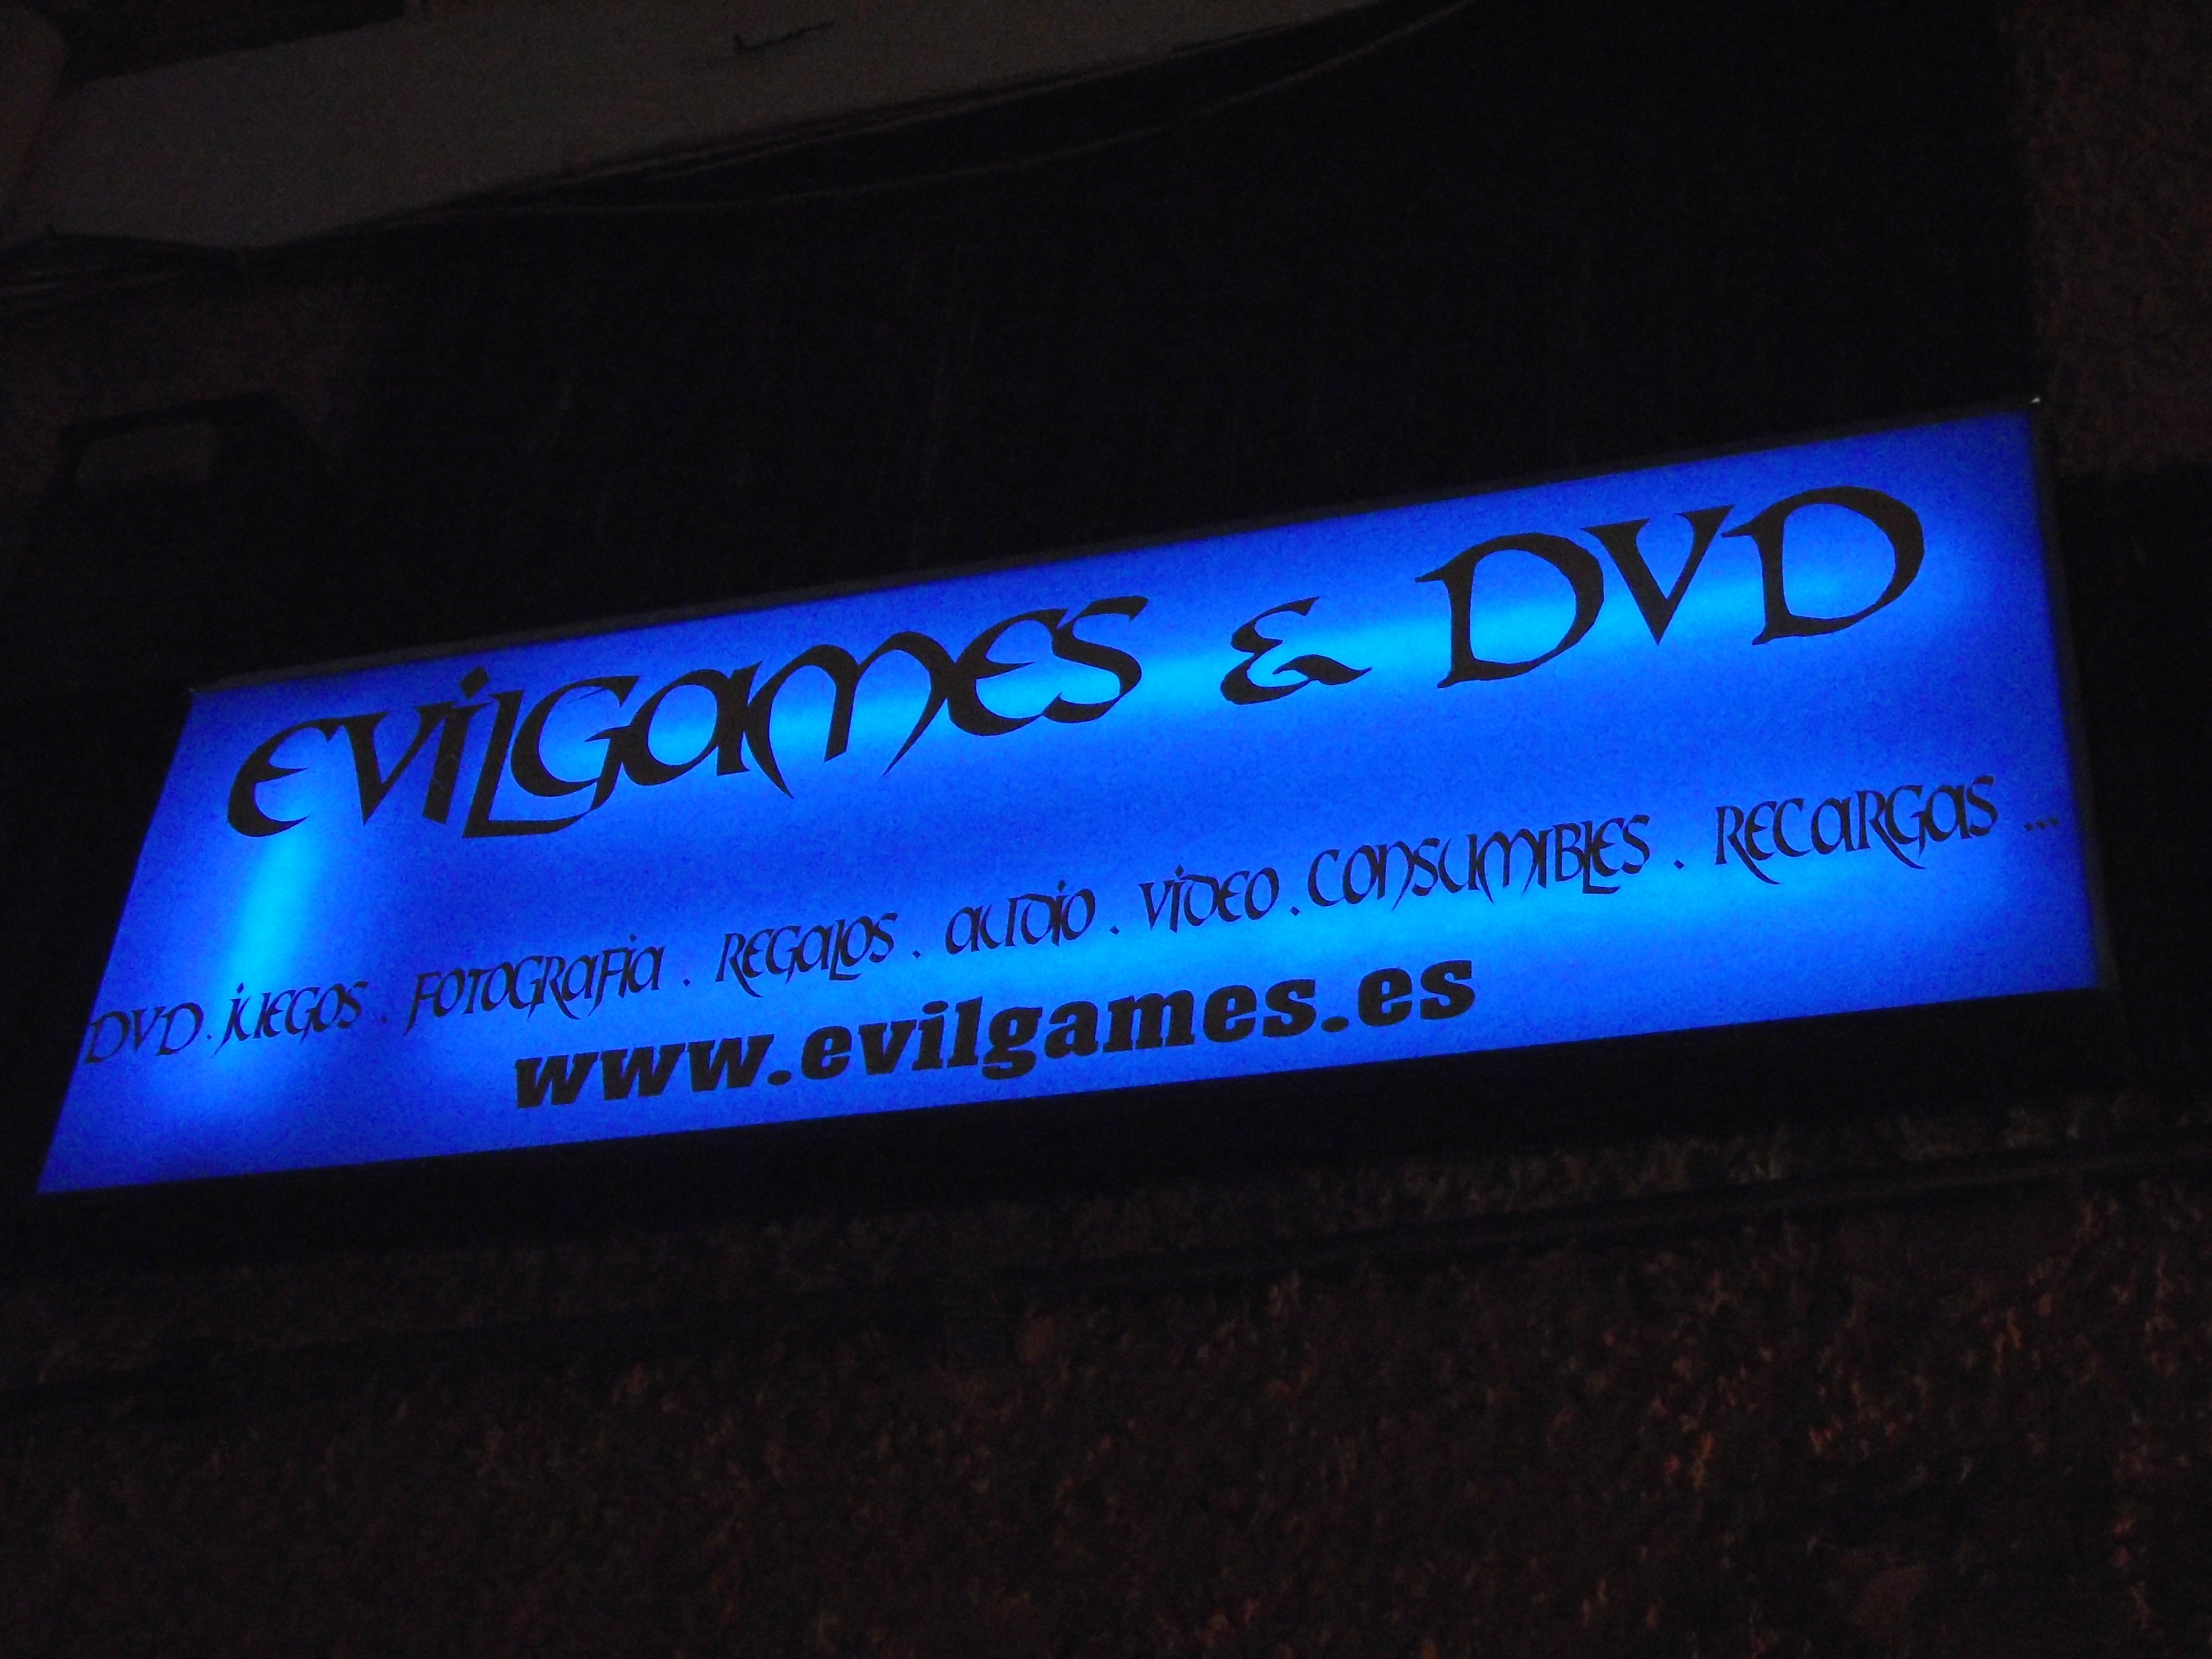 EVILGAMES & DVD
DVD . JUEGOS . FOTOGRAFIA . REGALOS . AUDIO . VIDEO . CONSUMIBLES . RECARGAS ...
www.evilgames.es